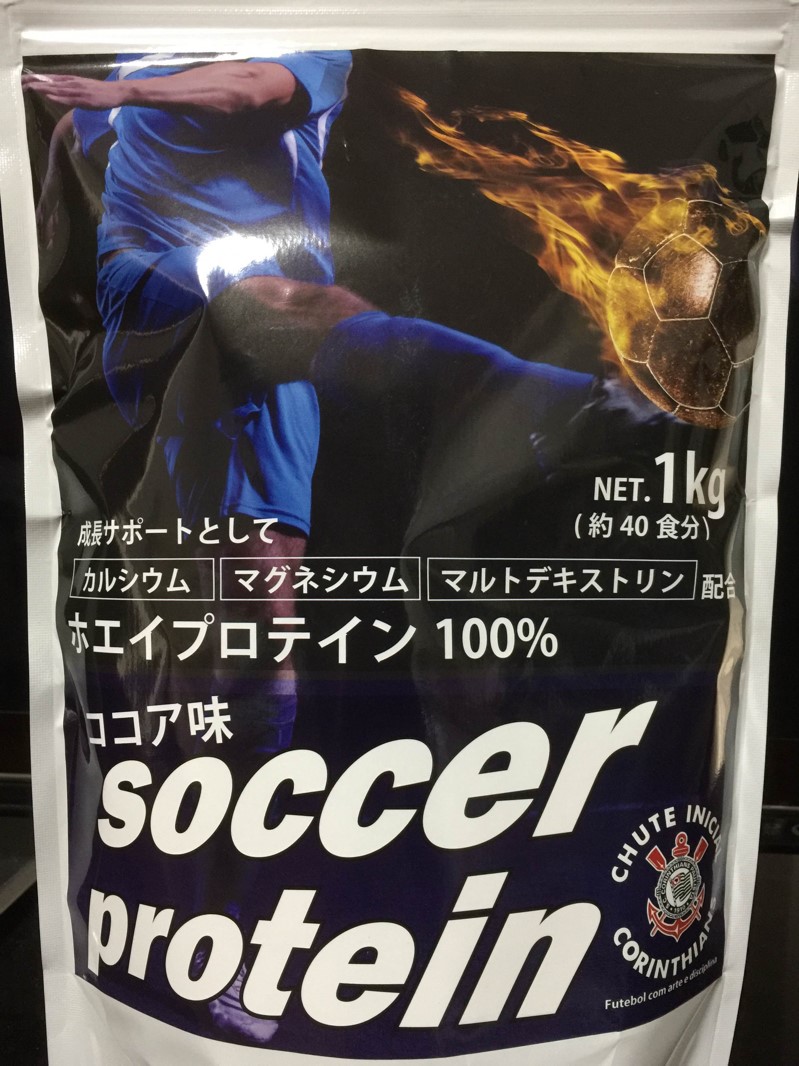 NET. 1kg
(約40食分)
成長サポートとして
カルシウム マグネシウム マルトデキストリン 配合
ホエイプロテイン 100%
ココア味
soccer
protein
CHUTE INICIAL
CORINTHIANS
Futebol com arte e disciplina